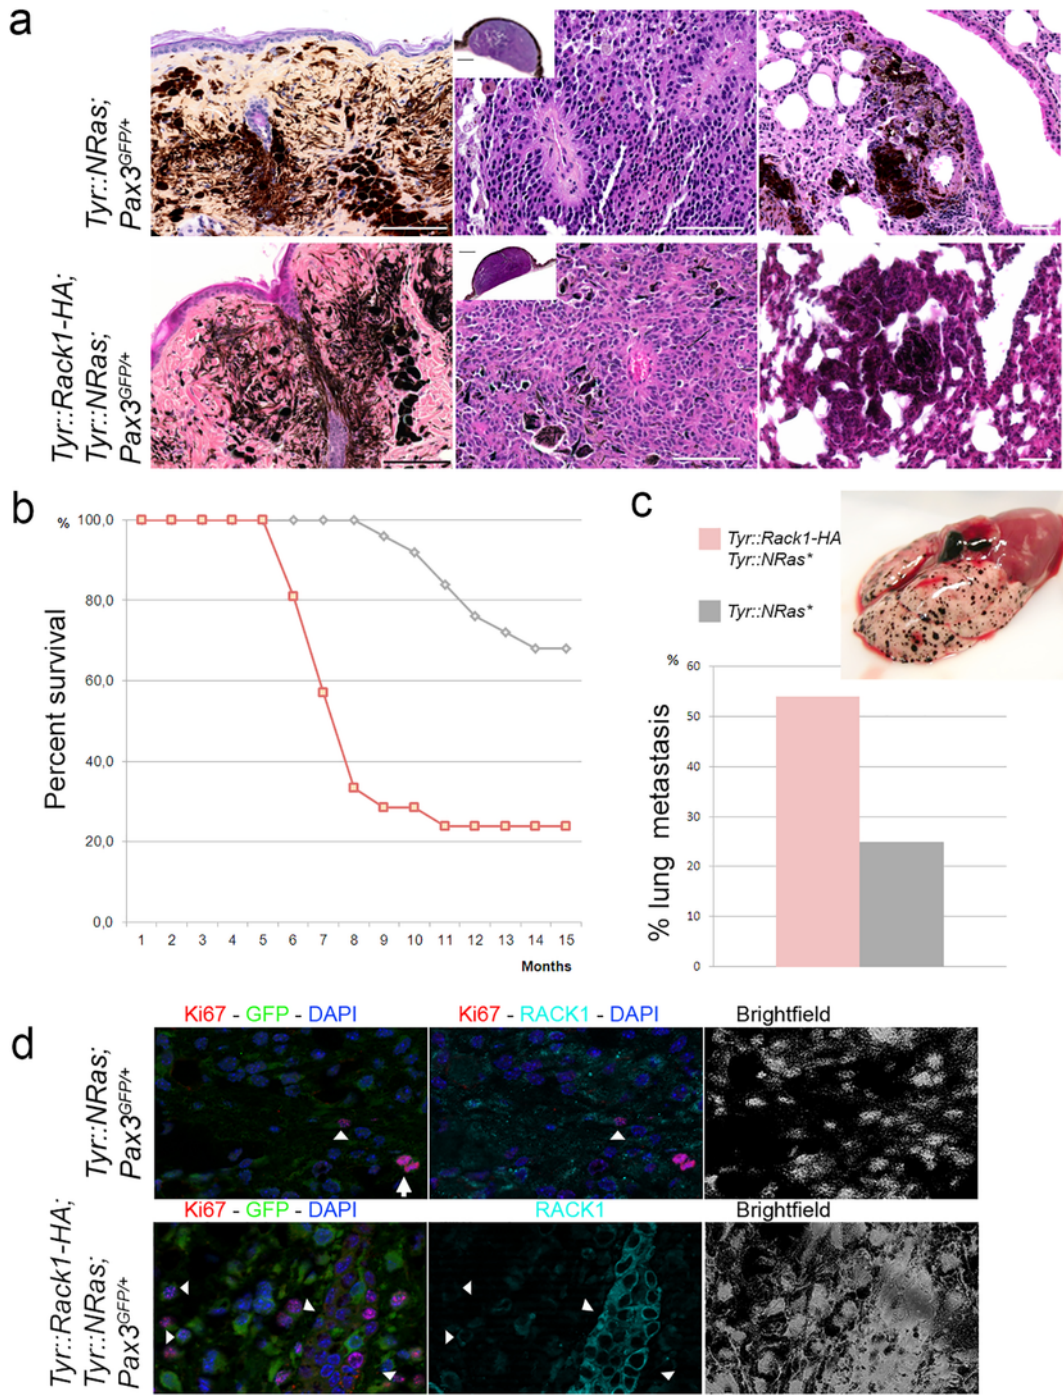 a
Tyr::NRas;
Pax3GFP/+
Tyr::Rack1-HA;
Tyr::NRas;
Pax3GFP/+
b
%
100,0
80,0
60,0
40,0
20,0
0,0
Percent survival
1 2 3 4 5 6 7 8 9 10 11 12 13 14 15
Months
c
Tyr::Rack1-HA
Tyr::NRas*
Tyr::NRas*
%
60
50
40
30
20
10
0
% lung metastasis
d
Ki67 - GFP - DAPI
Ki67 - RACK1 - DAPI
Brightfield
Tyr::NRas;
Pax3GFP/+
Ki67 - GFP - DAPI
RACK1
Brightfield
Tyr::Rack1-HA;
Tyr::NRas;
Pax3GFP/+